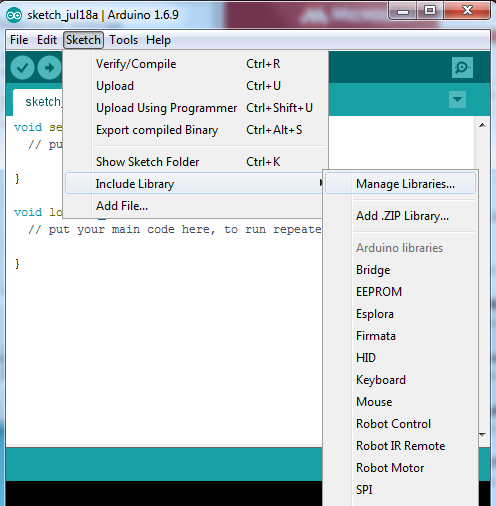 sketch_jul18a | Arduino 1.6.9
File Edit Sketch Tools Help
Verify/Compile Ctrl+R
Upload Ctrl+U
Upload Using Programmer Ctrl+Shift+U
Export compiled Binary Ctrl+Alt+S
Show Sketch Folder Ctrl+K
Include Library
Add File...
Manage Libraries...
Add .ZIP Library...
Arduino libraries
Bridge
EEPROM
Esplora
Firmata
HID
Keyboard
Mouse
Robot Control
Robot IR Remote
Robot Motor
SPI
sketch_
void se
// pu
}
void lo
// put your main code here, to run repeate
}